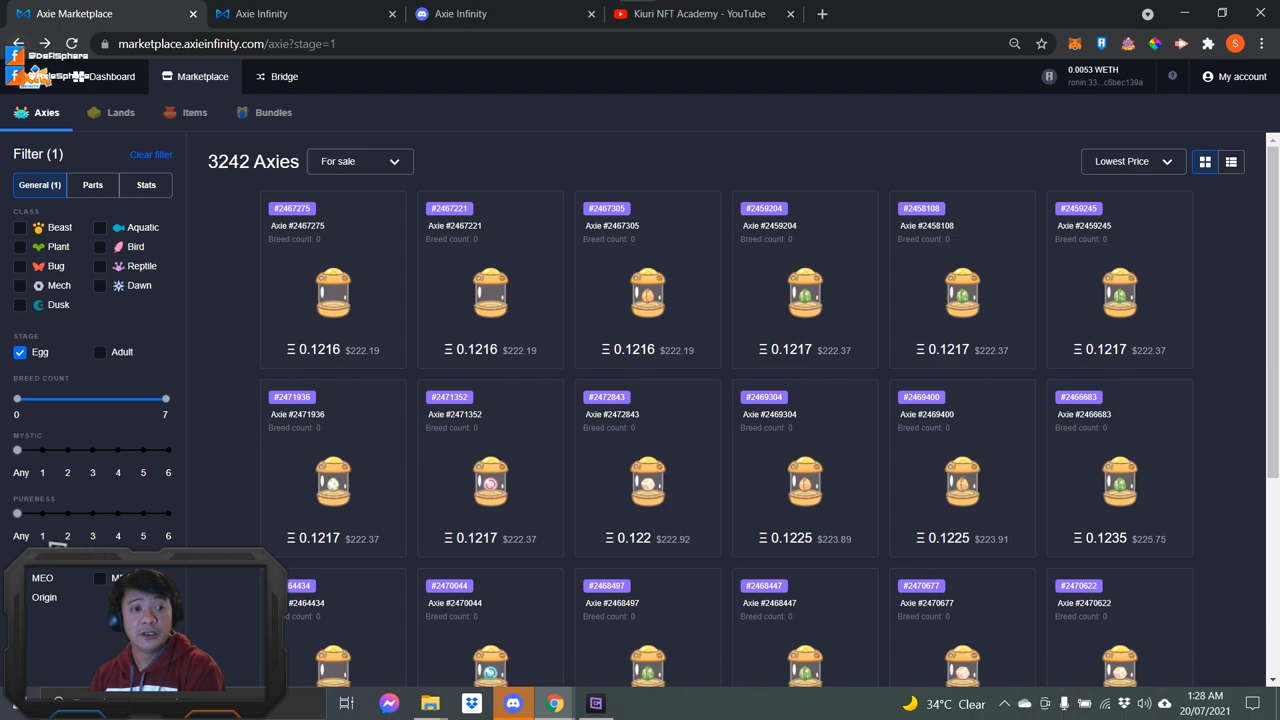 Axie Marketplace
Axie Infinity
Axie Infinity
Kiuri NFT Academy - YouTube
marketplace.axieinfinity.com/axie?stage=1
S
@DefiSphere
@AxieSphere
Dashboard
Marketplace
Bridge
0.0053 WETH
ronin:33...c6bec139a
My account
Axies
Lands
Items
Bundles
Filter (1)
Clear filter
3242 Axies
For sale
Lowest Price
General (1)
Parts
Stats
CLASS
Beast
Aquatic
Plant
Bird
Bug
Reptile
Mech
Dawn
Dusk
STAGE
Egg
Adult
BREED COUNT
0
7
MYSTIC
Any 1 2 3 4 5 6
PURENESS
Any 1 2 3 4 5 6
MEO
Origin
#2467275
Axie #2467275
Breed count: 0
Ξ 0.1216 $222.19
#2467221
Axie #2467221
Breed count: 0
Ξ 0.1216 $222.19
#2467305
Axie #2467305
Breed count: 0
Ξ 0.1216 $222.19
#2459204
Axie #2459204
Breed count: 0
Ξ 0.1217 $222.37
#2458108
Axie #2458108
Breed count: 0
Ξ 0.1217 $222.37
#2459245
Axie #2459245
Breed count: 0
Ξ 0.1217 $222.37
#2471936
Axie #2471936
Breed count: 0
Ξ 0.1217 $222.37
#2471352
Axie #2471352
Breed count: 0
Ξ 0.1217 $222.37
#2472843
Axie #2472843
Breed count: 0
Ξ 0.122 $222.92
#2469304
Axie #2469304
Breed count: 0
Ξ 0.1225 $223.89
#2469400
Axie #2469400
Breed count: 0
Ξ 0.1225 $223.91
#2466683
Axie #2466683
Breed count: 0
Ξ 0.1235 $225.75
64434
#2464434
Breed count: 0
#2470044
Axie #2470044
Breed count: 0
#2468497
Axie #2468497
Breed count: 0
#2468447
Axie #2468447
Breed count: 0
#2470677
Axie #2470677
Breed count: 0
#2470622
Axie #2470622
Breed count: 0
34°C Clear
1:28 AM
20/07/2021